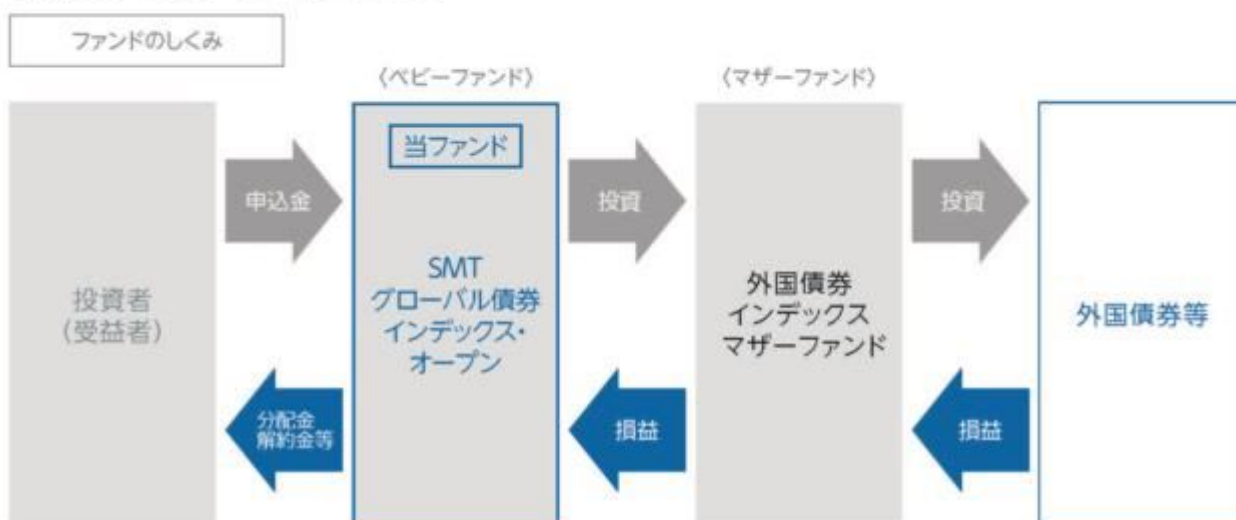 ファンドのしくみ
〈ベビーファンド〉
〈マザーファンド〉
当ファンド
申込金
投資
投資
投資者
(受益者)
SMT
グローバル債券
インデックス・
オープン
外国債券
インデックス
マザーファンド
外国債券等
分配金
解約金等
損益
損益